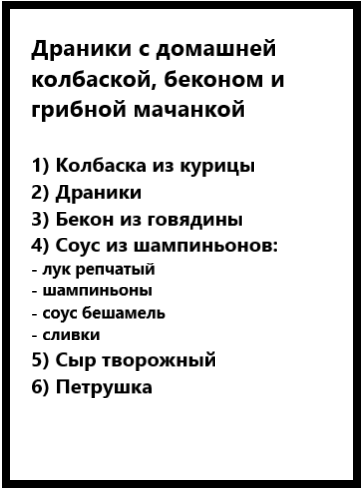 Драники с домашней
колбаской, беконом и
грибной мачанкой
1) Колбаска из курицы
2) Драники
3) Бекон из говядины
4) Соус из шампиньонов:
- лук репчатый
- шампиньоны
- соус бешамель
- сливки
5) Сыр творожный
6) Петрушка